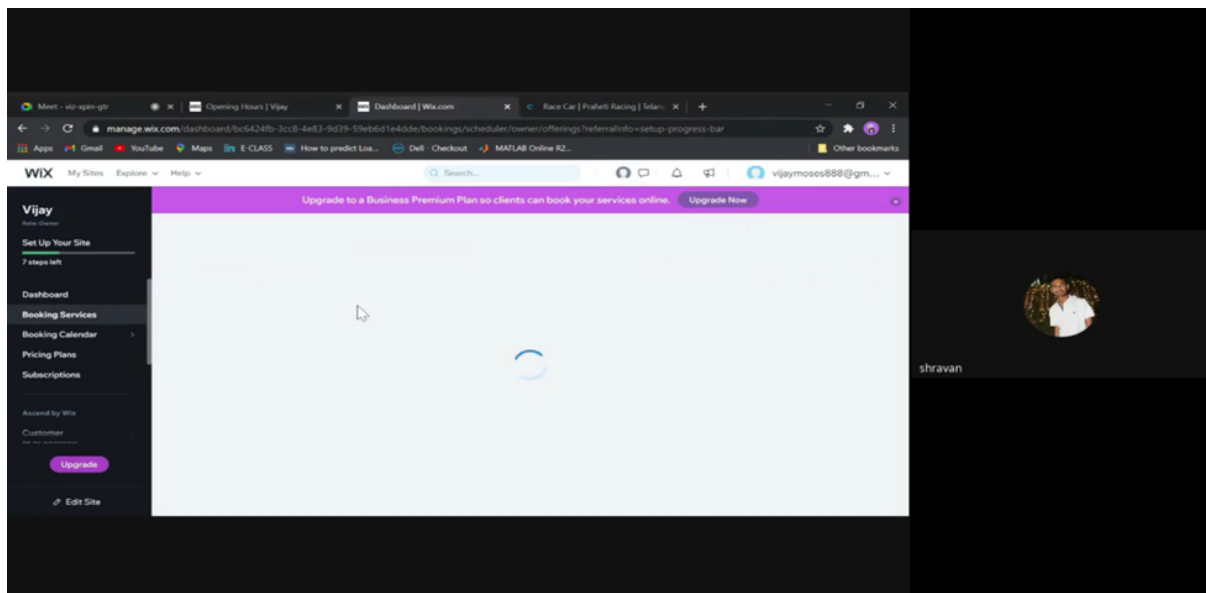 Meet - viz-xpin-gtr
Opening Hours | Vijay
Dashboard | Wix.com
Race Car | Praheti Racing | Telan
manage.wix.com/dashboard/bc6424fb-3cc8-4e83-9d39-59eb6d1e4dde/bookings/scheduler/owner/offerings?referralInfo=setup-progress-bar
Apps Gmail YouTube Maps E-CLASS How to predict Loa... Dell - Checkout MATLAB Online R2... Other bookmarks
WIX My Sites Explore Help Search... vijaymoses888@gm...
Upgrade to a Business Premium Plan so clients can book your services online. Upgrade Now
Vijay
Role: Owner
Set Up Your Site
7 steps left
Dashboard
Booking Services
Booking Calendar
Pricing Plans
Subscriptions
Ascend by Wix
Customer
Upgrade
Edit Site
shravan